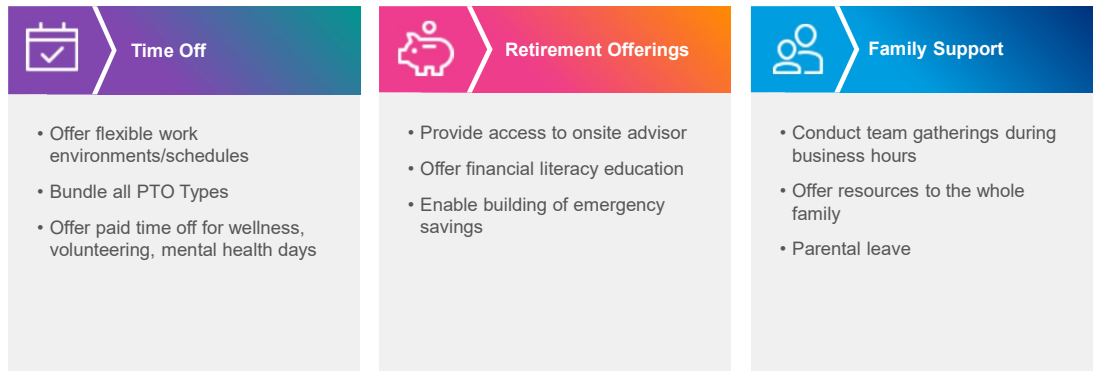 Time Off
• Offer flexible work
environments/schedules
• Bundle all PTO Types
• Offer paid time off for wellness,
volunteering, mental health days
Retirement Offerings
• Provide access to onsite advisor
• Offer financial literacy education
• Enable building of emergency
savings
Family Support
• Conduct team gatherings during
business hours
• Offer resources to the whole
family
• Parental leave